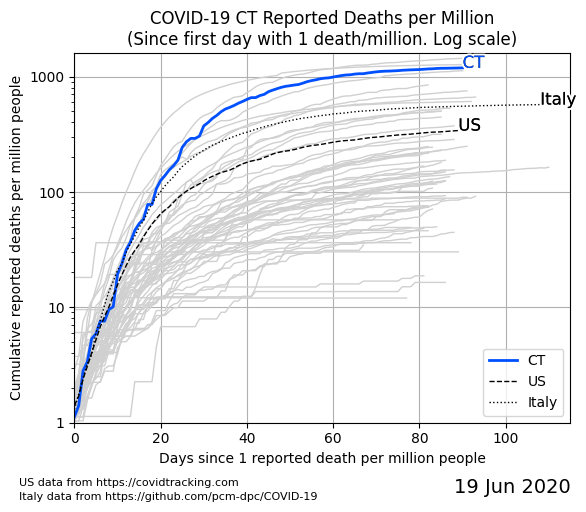 COVID-19 CT Reported Deaths per Million
(Since first day with 1 death/million. Log scale)
Cumulative reported deaths per million people
1000
100
10
1
CT
Italy
US
CT
US
Italy
0 20 40 60 80 100
Days since 1 reported death per million people
US data from https://covidtracking.com
Italy data from https://github.com/pcm-dpc/COVID-19
19 Jun 2020